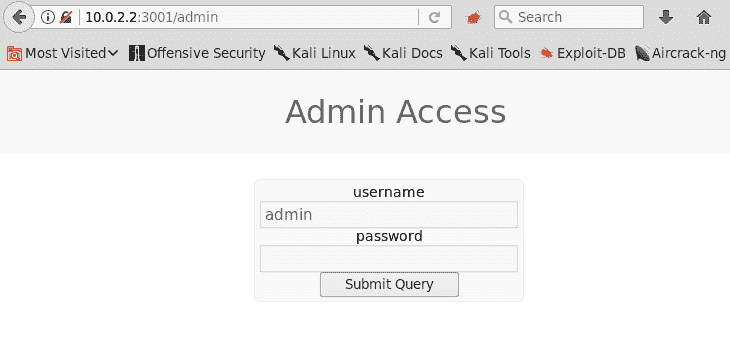 10.0.2.2:3001/admin Search
Most Visited Offensive Security Kali Linux Kali Docs Kali Tools Exploit-DB Aircrack-ng
Admin Access
username
admin
password
Submit Query